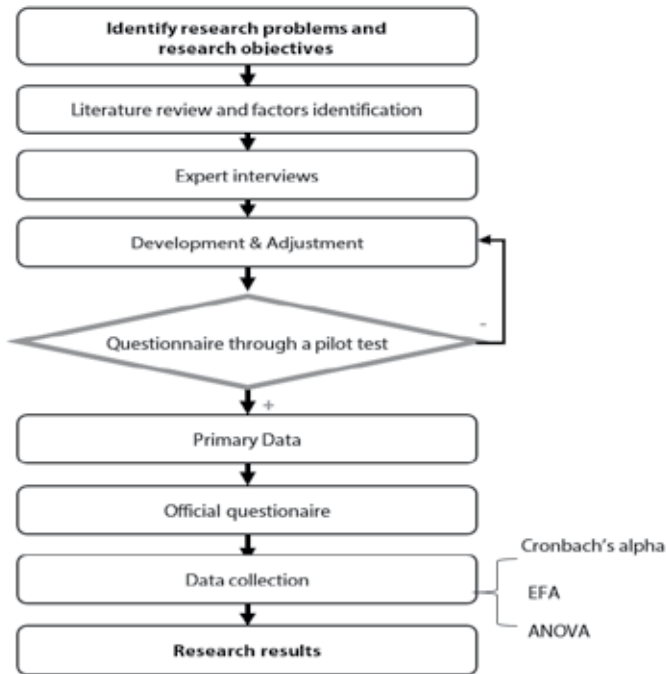 Identify research problems and
research objectives
Literature review and factors identification
Expert interviews
Development & Adjustment
-
Questionnaire through a pilot test
+
Primary Data
Official questionaire
Cronbach's alpha
Data collection
EFA
ANOVA
Research results